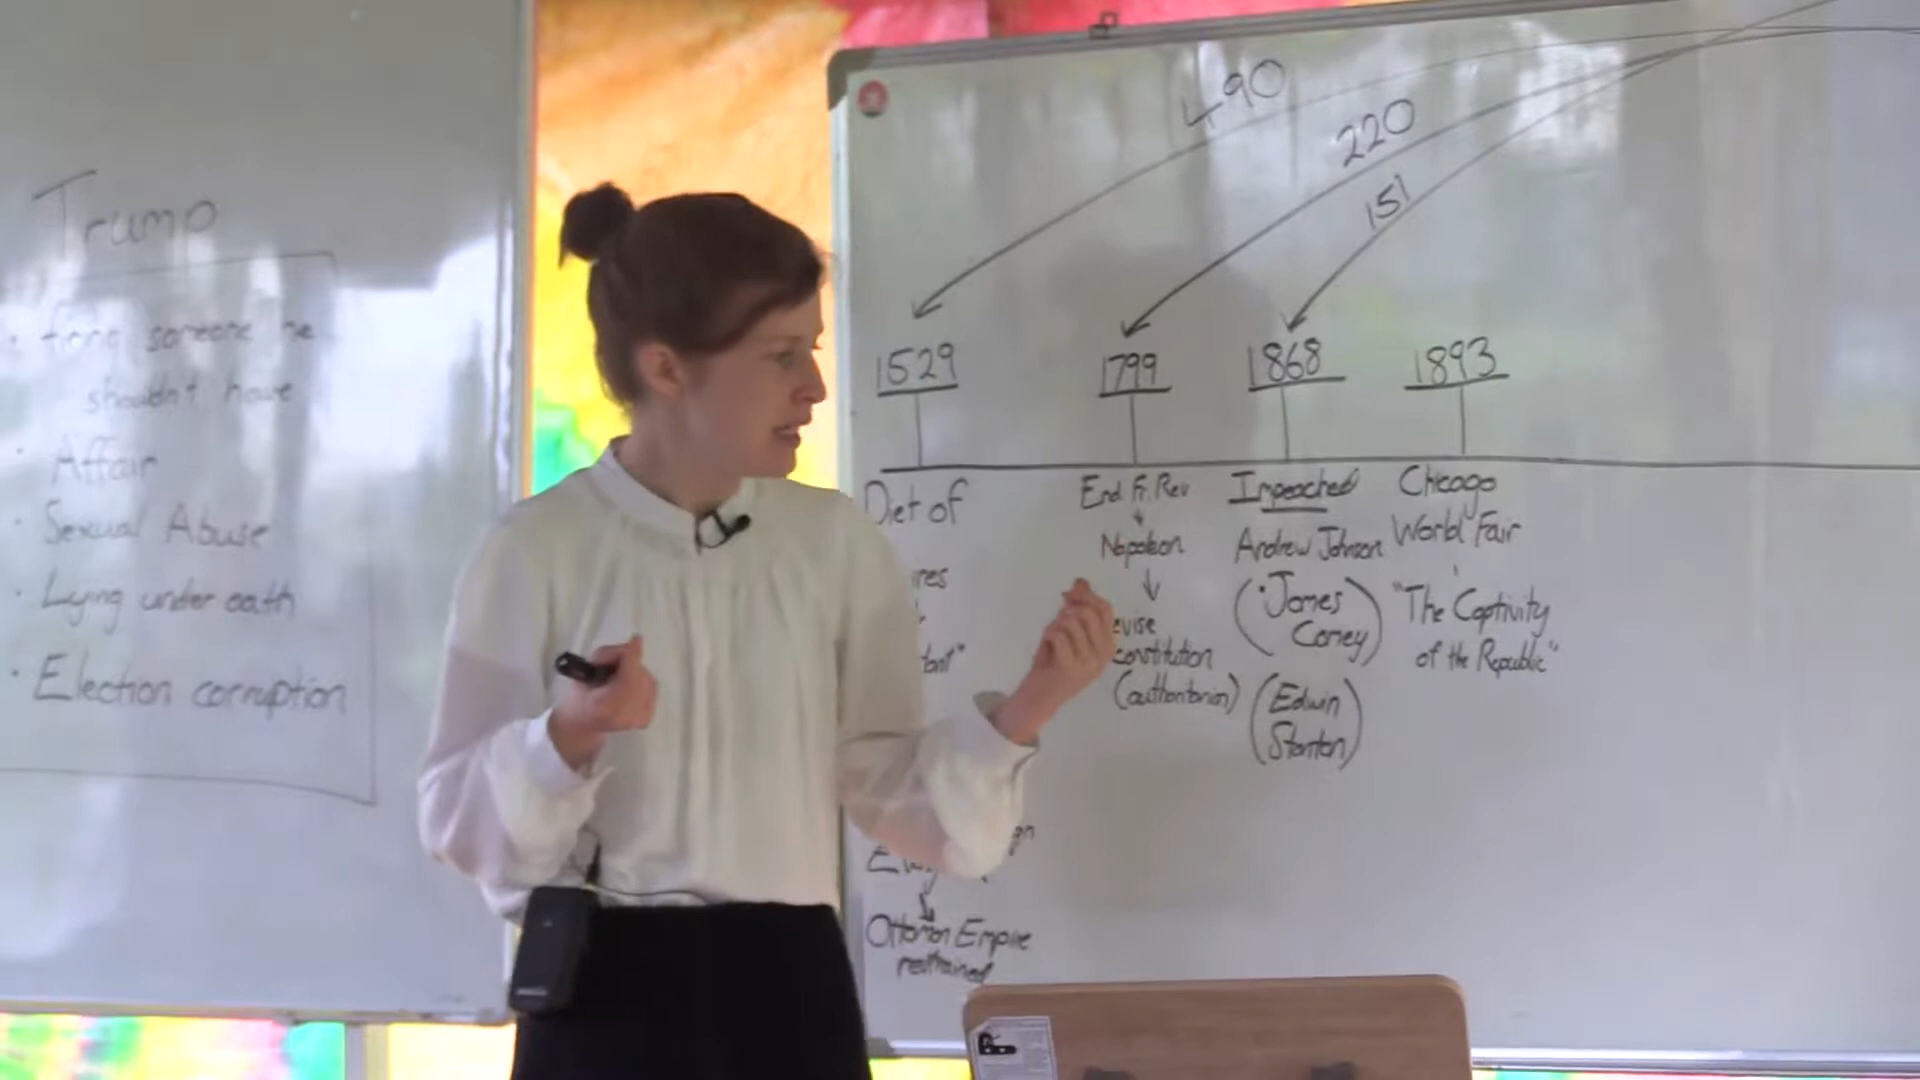 Trump
· firing someone he
shouldn't have
· Affair
· Sexual Abuse
· Lying under oath
· Election corruption
490
220
151
1529
1799
1868
1893
Diet of
End Fr. Rev
Napoleon
constitution
(authoritarian)
Impeached
Andrew Johnson
(· James
Comey)
(Edwin
Stanton)
Chicago
World Fair
"The Captivity
of the Republic"
Ottoman Empire
restrained